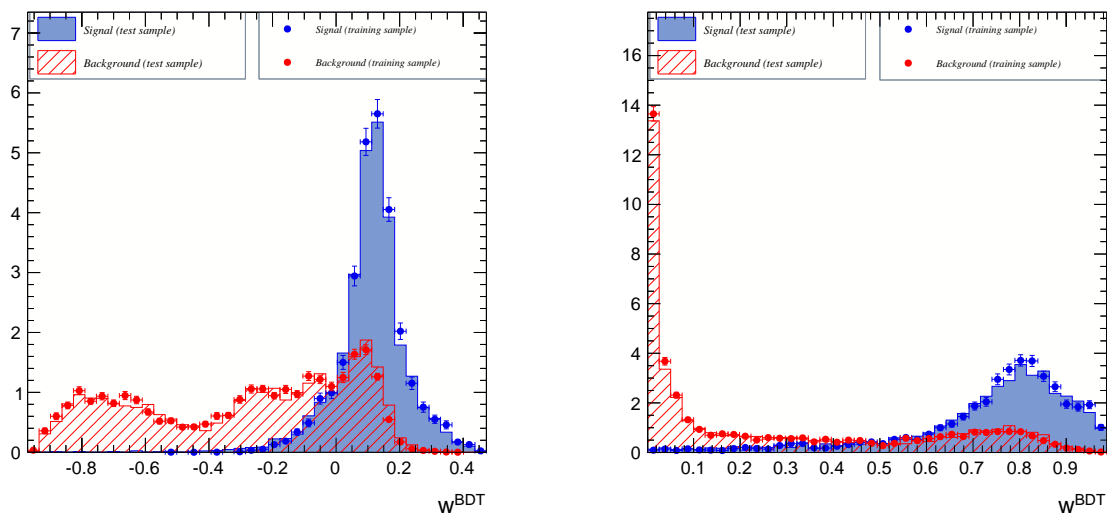 7
6
5
4
3
2
1
0
Signal (test sample)
Background (test sample)
Signal (training sample)
Background (training sample)
-0.8 -0.6 -0.4 -0.2 0 0.2 0.4
wBDT
16
14
12
10
8
6
4
2
0
Signal (test sample)
Background (test sample)
Signal (training sample)
Background (training sample)
0.1 0.2 0.3 0.4 0.5 0.6 0.7 0.8 0.9
wBDT